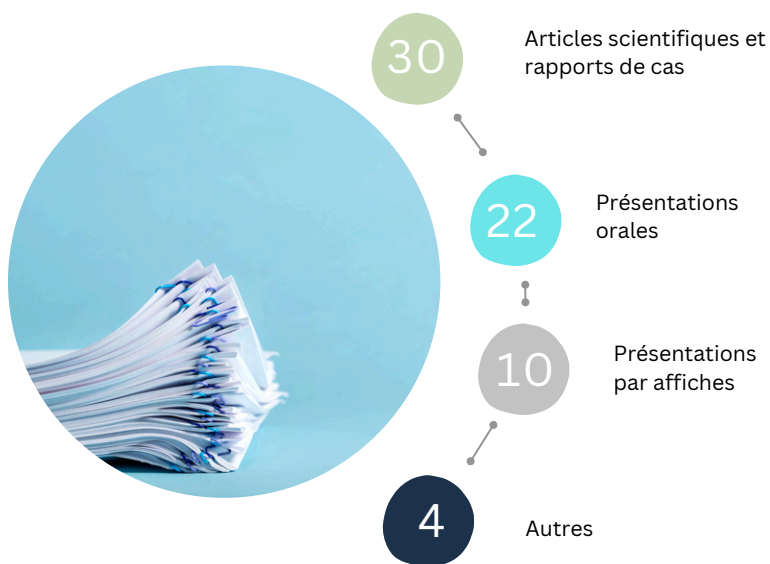 30
Articles scientifiques et
rapports de cas
22
Présentations
orales
10
Présentations
par affiches
4
Autres